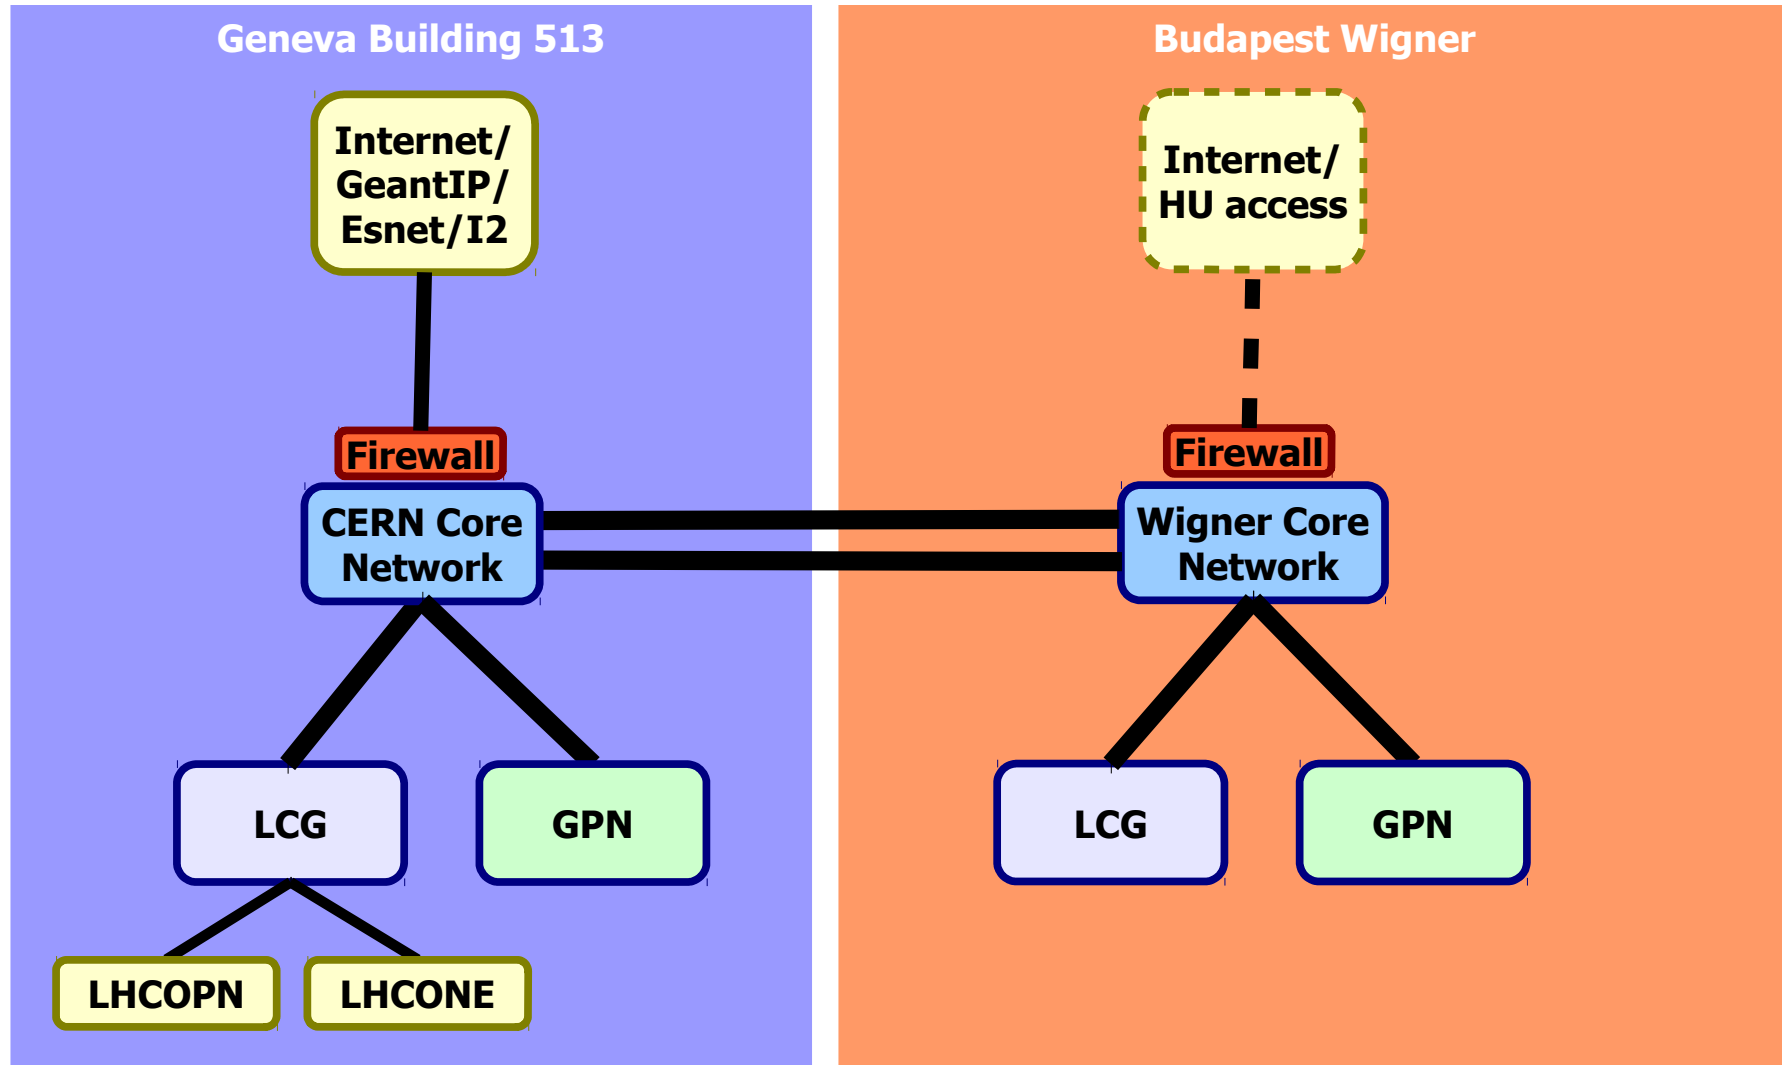 Geneva Building 513
Internet/
GeantIP/
Esnet/I2
Firewall
CERN Core
Network
LCG
GPN
LHCOPN
LHCONE
Budapest Wigner
Internet/
HU access
Firewall
Wigner Core
Network
LCG
GPN